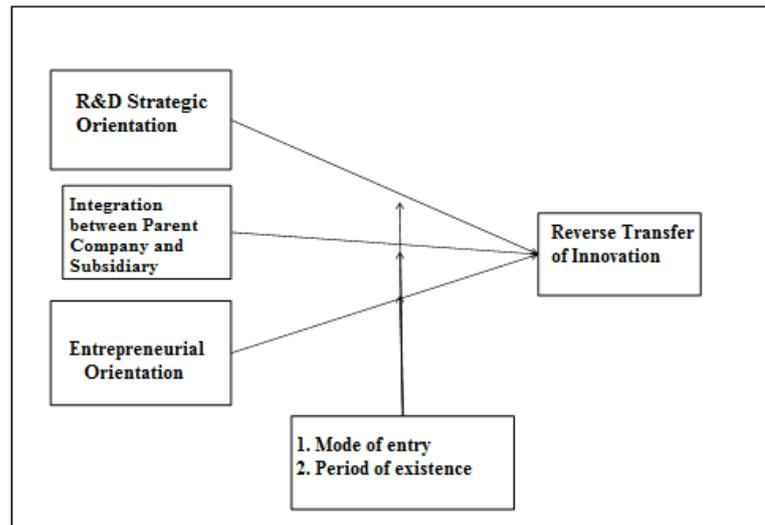 R&D Strategic
Orientation
Integration
between Parent
Company and
Subsidiary
Reverse Transfer
of Innovation
Entrepreneurial
Orientation
1. Mode of entry
2. Period of existence